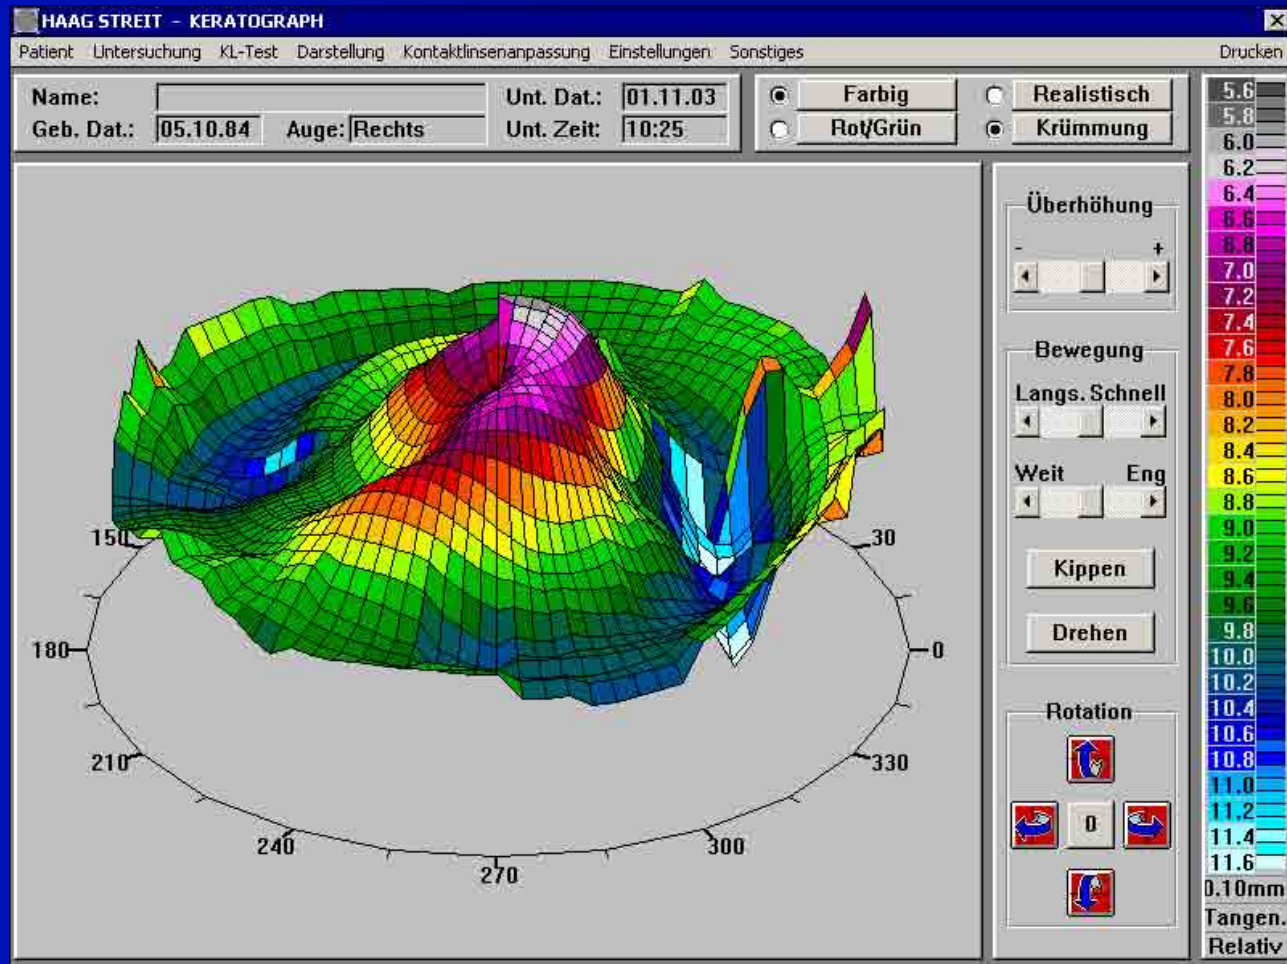 HAAG STREIT - KERATOGRAPH
Patient Untersuchung KL-Test Darstellung Kontaktlinsenanpassung Einstellungen Sonstiges Drucken
Name: Unt. Dat.: 01.11.03
Geb. Dat.: 05.10.84 Auge: Rechts Unt. Zeit: 10:25
Farbig Realistisch
Rot/Grün Krümmung
Überhöhung
- +
Bewegung
Langs. Schnell
Weit Eng
Kippen
Drehen
Rotation
0
150 30
180 0
210 330
240 300
270
5.6
5.8
6.0
6.2
6.4
6.6
6.8
7.0
7.2
7.4
7.6
7.8
8.0
8.2
8.4
8.6
8.8
9.0
9.2
9.4
9.6
9.8
10.0
10.2
10.4
10.6
10.8
11.0
11.2
11.4
11.6
0.10mm
Tangen.
Relativ